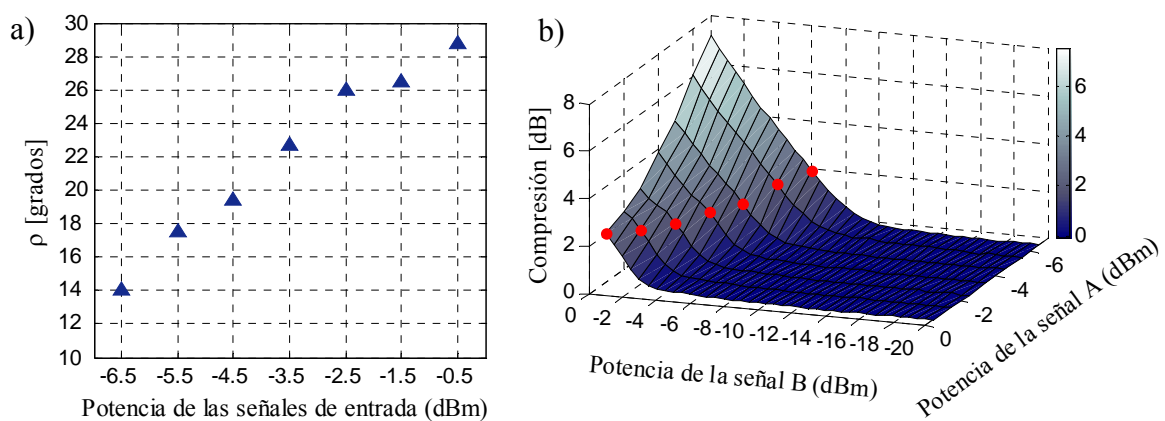 a)
30
28
26
24
22
20
18
16
14
12
10
ρ [grados]
-6.5 -5.5 -4.5 -3.5 -2.5 -1.5 -0.5
Potencia de las señales de entrada (dBm)
b)
8
6
4
2
0
Compresión [dB]
0 -2 -4 -6 -8 -10 -12 -14 -16 -18 -20
Potencia de la señal B (dBm)
0 -2 -4 -6
Potencia de la señal A (dBm)
6
4
2
0